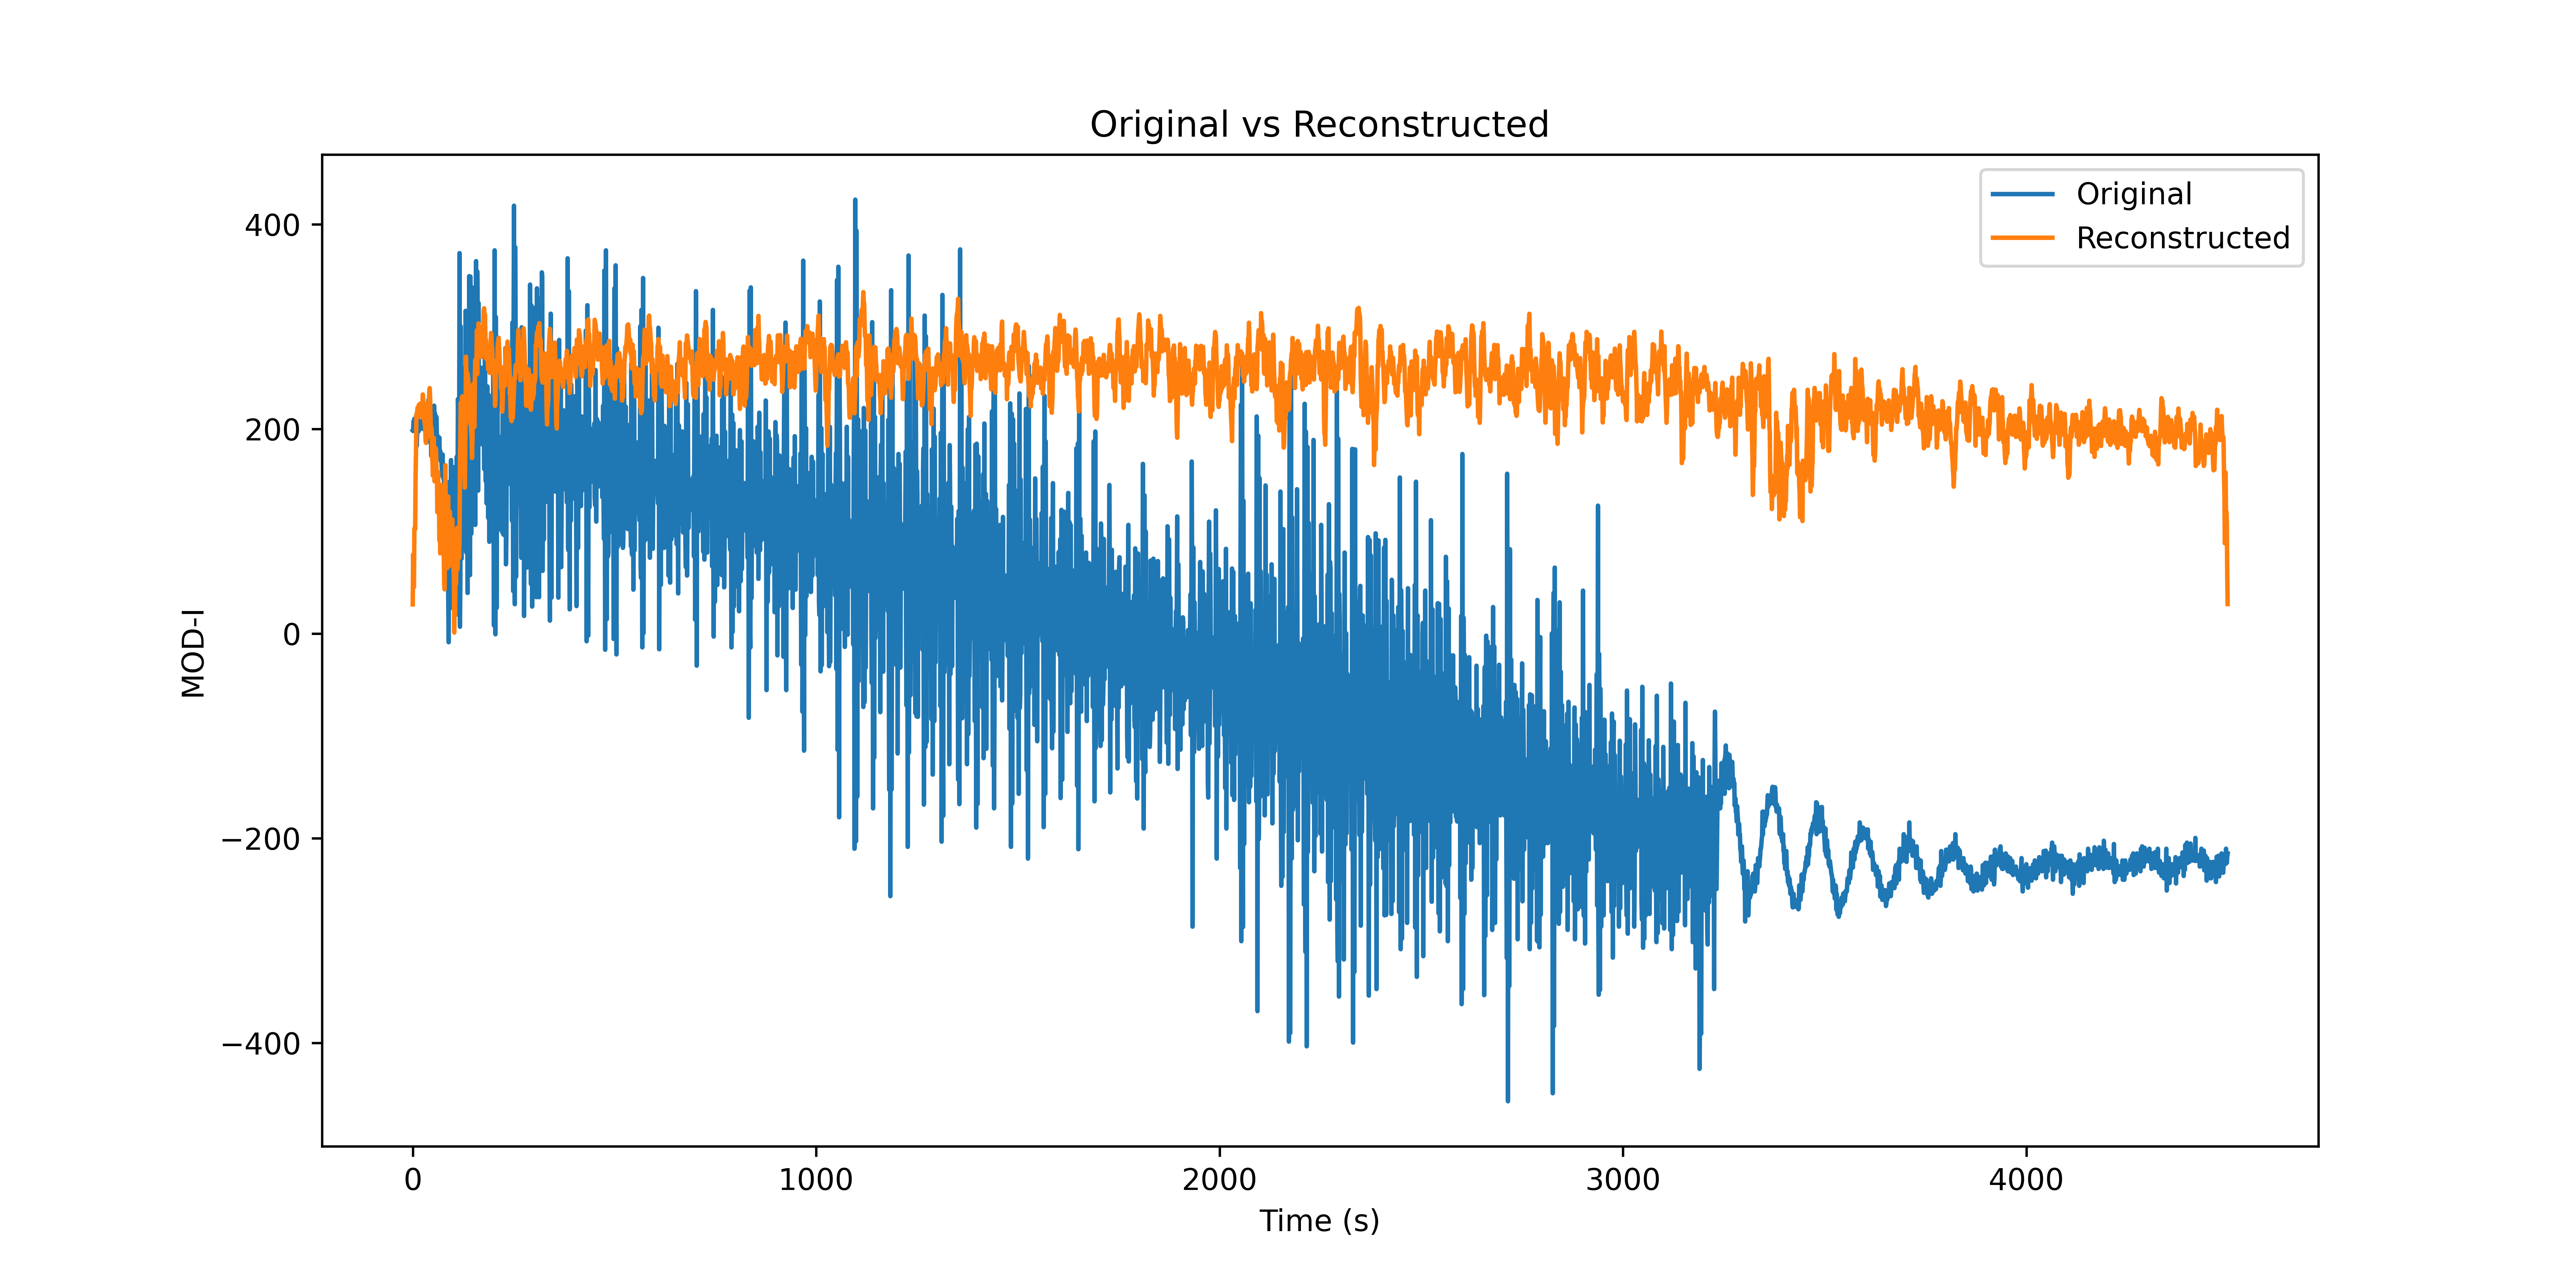 Original vs Reconstructed
Original
Reconstructed
400
200
0
−200
−400
MOD-I
0
1000
2000
3000
4000
Time (s)